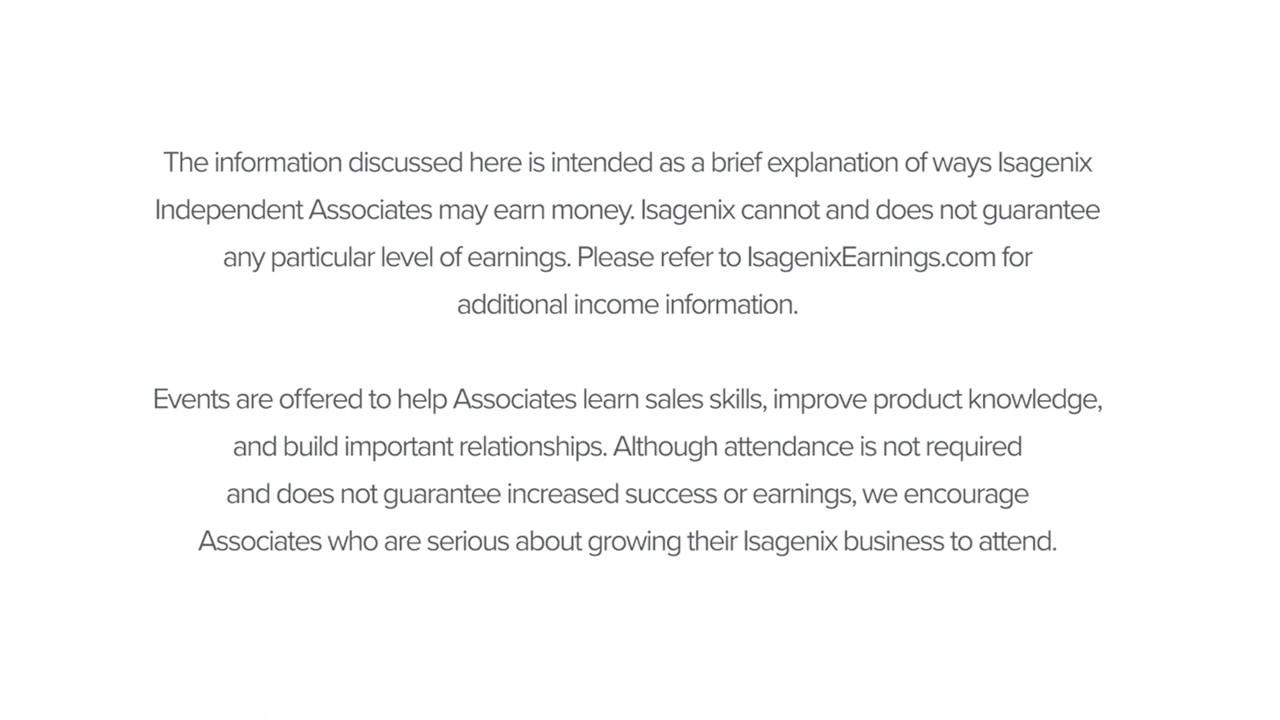 The information discussed here is intended as a brief explanation of ways Isagenix
Independent Associates may earn money. Isagenix cannot and does not guarantee
any particular level of earnings. Please refer to IsagenixEarnings.com for
additional income information.
Events are offered to help Associates learn sales skills, improve product knowledge,
and build important relationships. Although attendance is not required
and does not guarantee increased success or earnings, we encourage
Associates who are serious about growing their Isagenix business to attend.